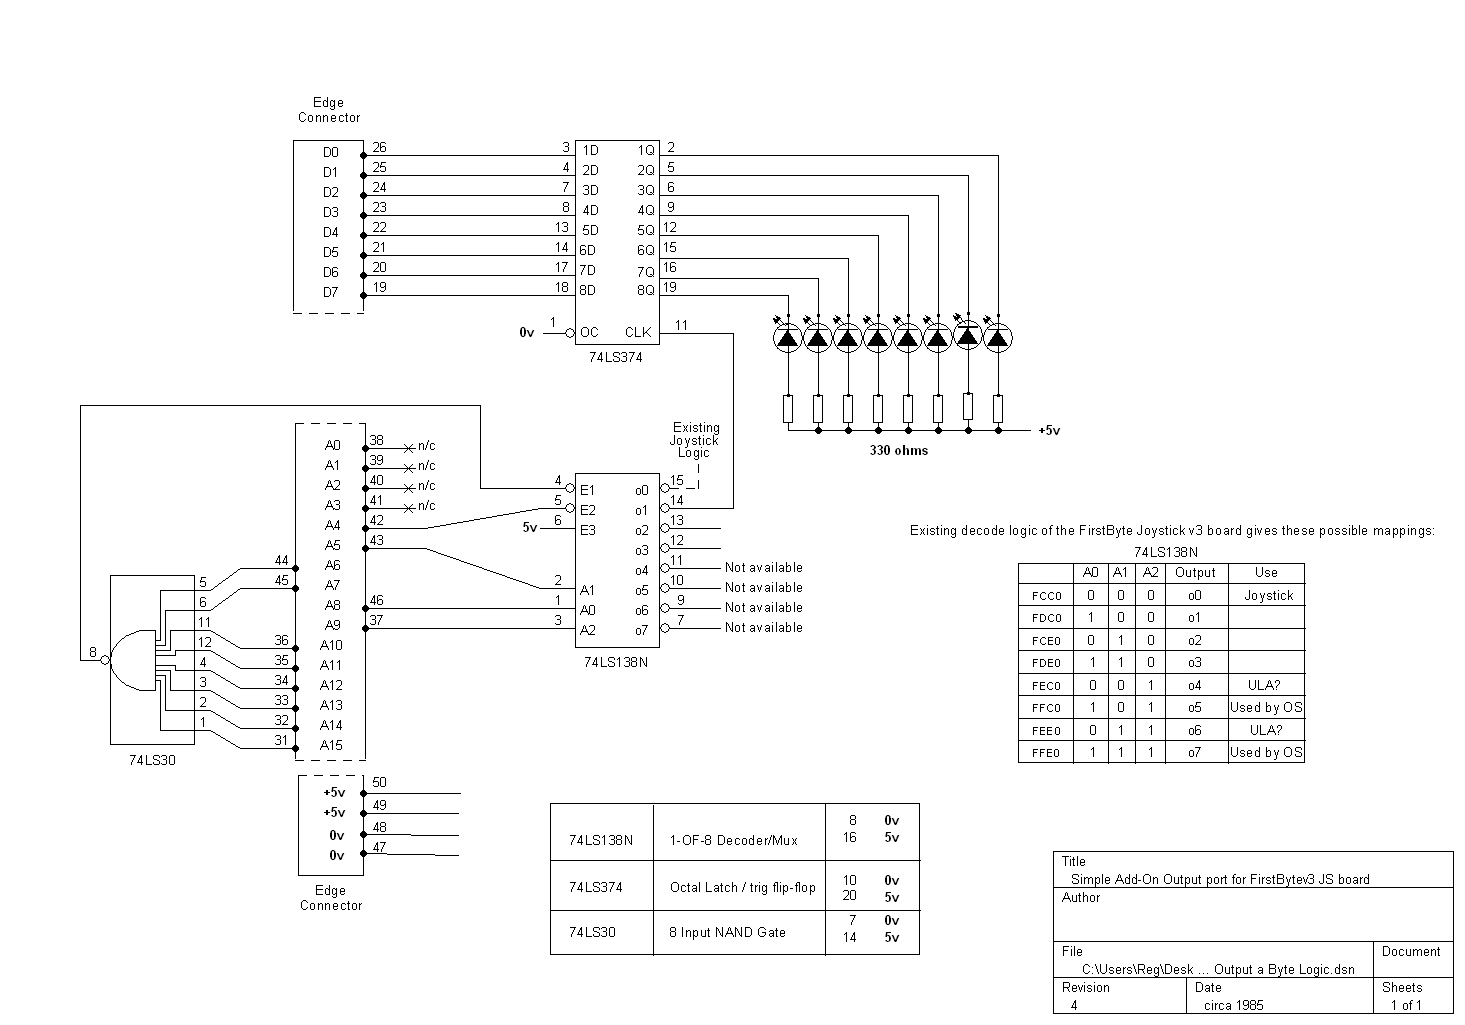 Edge
Connector
D0 26 3 1D 1Q 2
D1 25 4 2D 2Q 5
D2 24 7 3D 3Q 6
D3 23 8 4D 4Q 9
D4 22 13 5D 5Q 12
D5 21 14 6D 6Q 15
D6 20 17 7D 7Q 16
D7 19 18 8D 8Q 19
0v 1 OC CLK 11
74LS374
+5v
330 ohms
Existing
Joystick
Logic
A0 38 n/c
A1 39 n/c
A2 40 n/c
A3 41 n/c
A4 42
A5 43
44 A6
45 A7
A8 46
A9 37
36 A10
35 A11
34 A12
33 A13
32 A14
31 A15
5
6
11
12
4
3
2
1
8
74LS30
4 E1 o0 15
5 E2 o1 14
5v 6 E3 o2 13
o3 12
o4 11 Not available
2 A1 o5 10 Not available
1 A0 o6 9 Not available
3 A2 o7 7 Not available
74LS138N
+5v 50
+5v 49
0v 48
0v 47
Edge
Connector
Existing decode logic of the FirstByte Joystick v3 board gives these possible mappings:
74LS138N
A0 A1 A2 Output Use
FCC0 0 0 0 o0 Joystick
FDC0 1 0 0 o1
FCE0 0 1 0 o2
FDE0 1 1 0 o3
FEC0 0 0 1 o4 ULA?
FFC0 1 0 1 o5 Used by OS
FEE0 0 1 1 o6 ULA?
FFE0 1 1 1 o7 Used by OS
74LS138N 1-OF-8 Decoder/Mux 8 0v
16 5v
74LS374 Octal Latch / trig flip-flop 10 0v
20 5v
74LS30 8 Input NAND Gate 7 0v
14 5v
Title
Simple Add-On Output port for FirstBytev3 JS board
Author
File Document
C:\Users\Reg\Desk ... Output a Byte Logic.dsn
Revision Date Sheets
4 circa 1985 1 of 1